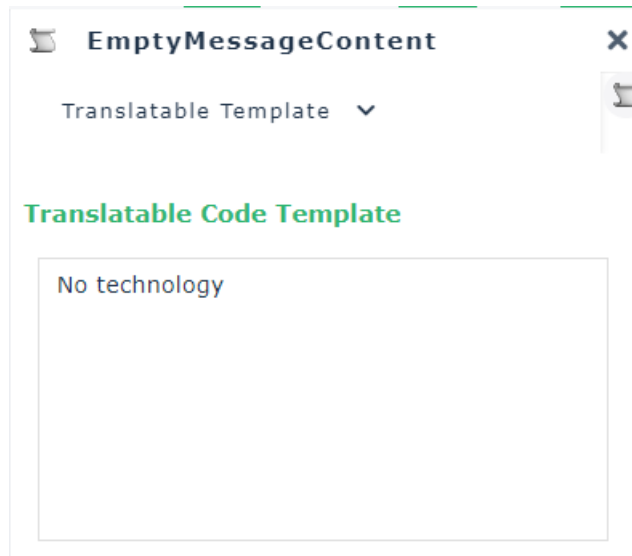 EmptyMessageContent
Translatable Template
Translatable Code Template
No technology